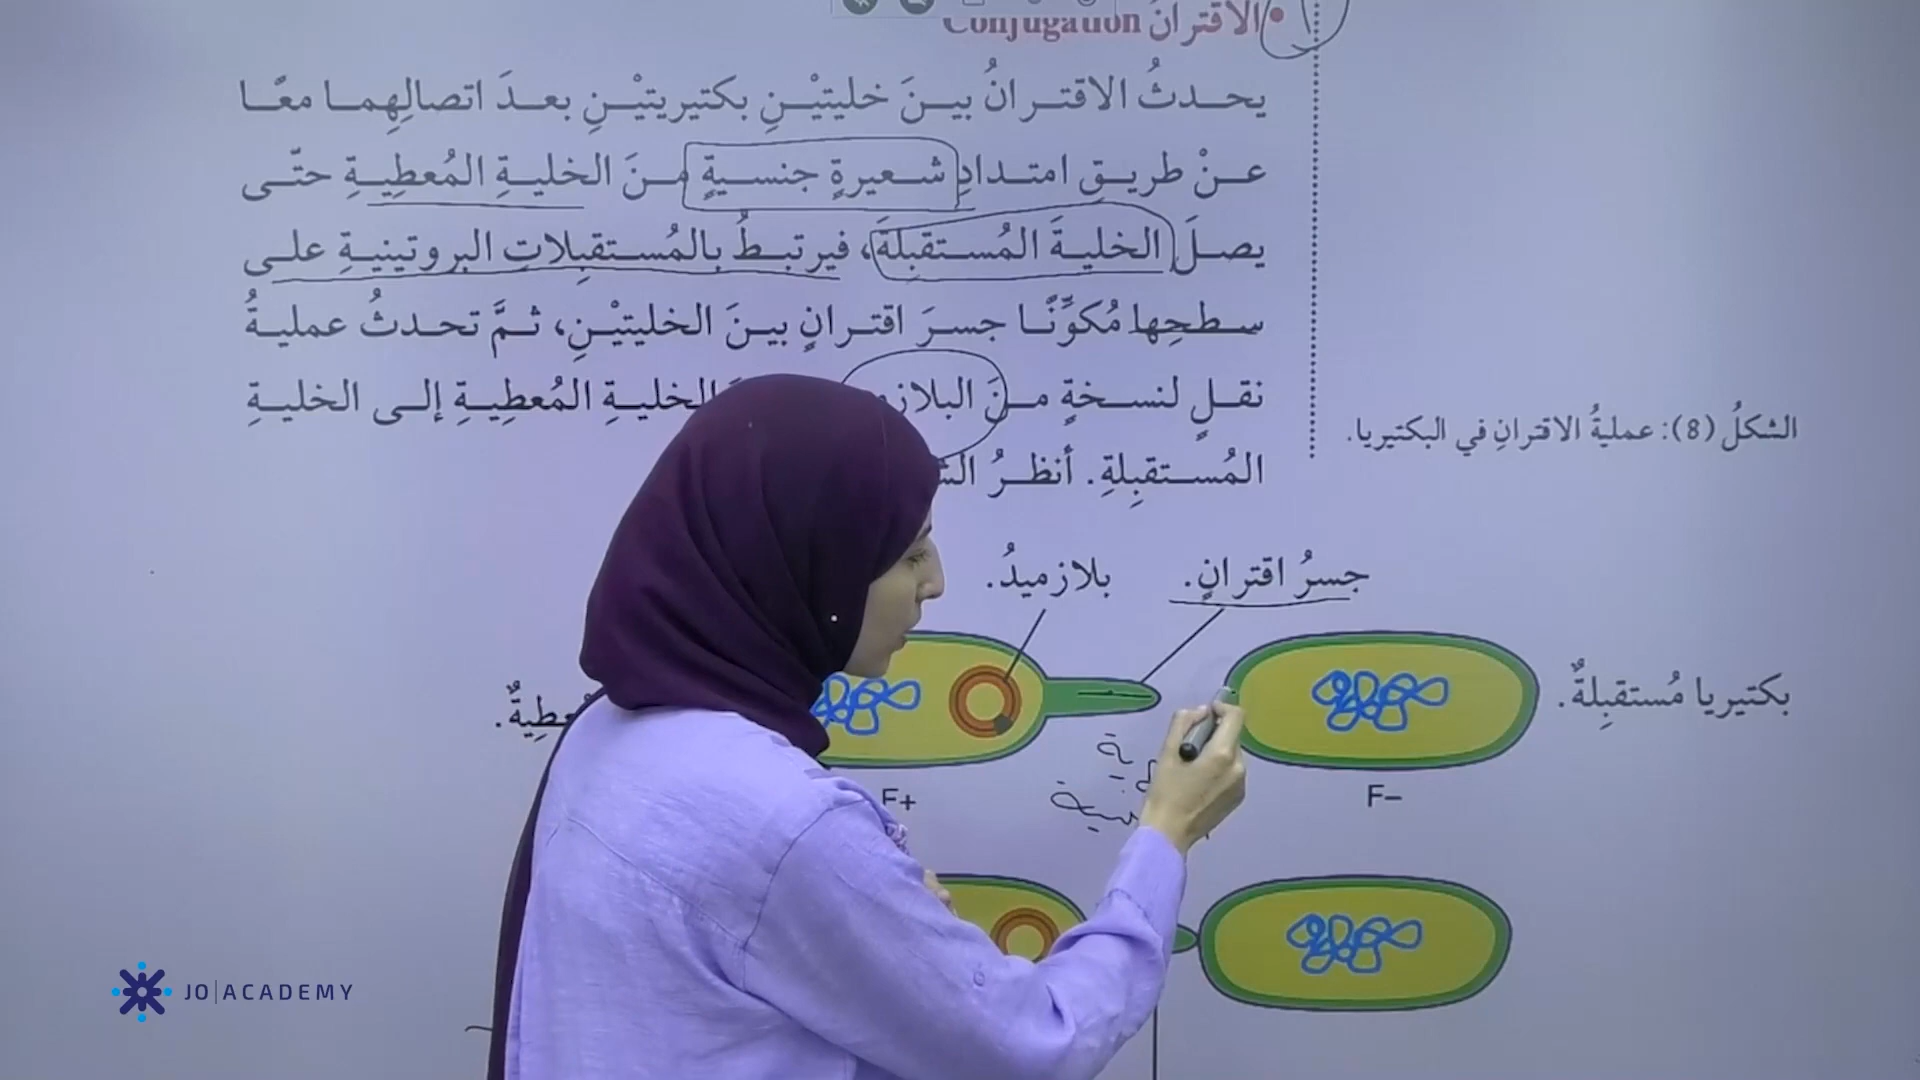 الاقترانُ Conjugation
يحدثُ الاقترانُ بينَ خليتيْنِ بكتيريتيْنِ بعدَ اتصالِهِما معًا
عنْ طريقِ امتدادِ شعيرةٍ جنسيةٍ منَ الخليةِ المُعطِيةِ حتّى
يصلَ الخليةَ المُستقبِلةَ، فيرتبطُ بالمُستقبِلاتِ البروتينيةِ على
سطحِها مُكوِّنًا جسرَ اقترانٍ بينَ الخليتيْنِ، ثمَّ تحدثُ عمليةُ
نقلٍ لنسخةٍ منَ الخليةِ المُعطِيةِ إلى الخليةِ
المُستقبِلةِ. أنظرُ
الشكلُ (8): عمليةُ الاقترانِ في البكتيريا.
جسرُ اقترانٍ.
بلازميدُ.
بكتيريا مُستقبِلةٌ.
F+
F–
JO ACADEMY